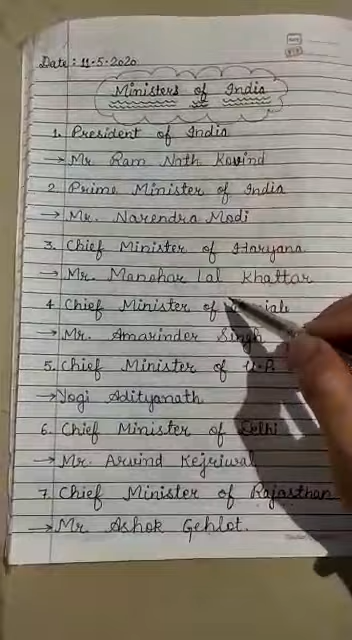 Date : 11.5.2020
Ministers of India
1. President of India
→ Mr. Ram Nath Kovind
2. Prime Minister of India
→ Mr. Narendra Modi
3. Chief Minister of Haryana
→ Mr. Manohar lal Khattar
4. Chief Minister of
→ Mr. Amarinder Singh
5. Chief Minister of U.P.
→ Yogi Adityanath
6. Chief Minister of Delhi
→ Mr. Arvind Kejriwal
7. Chief Minister of Rajasthan
→ Mr Ashok Gehlot.